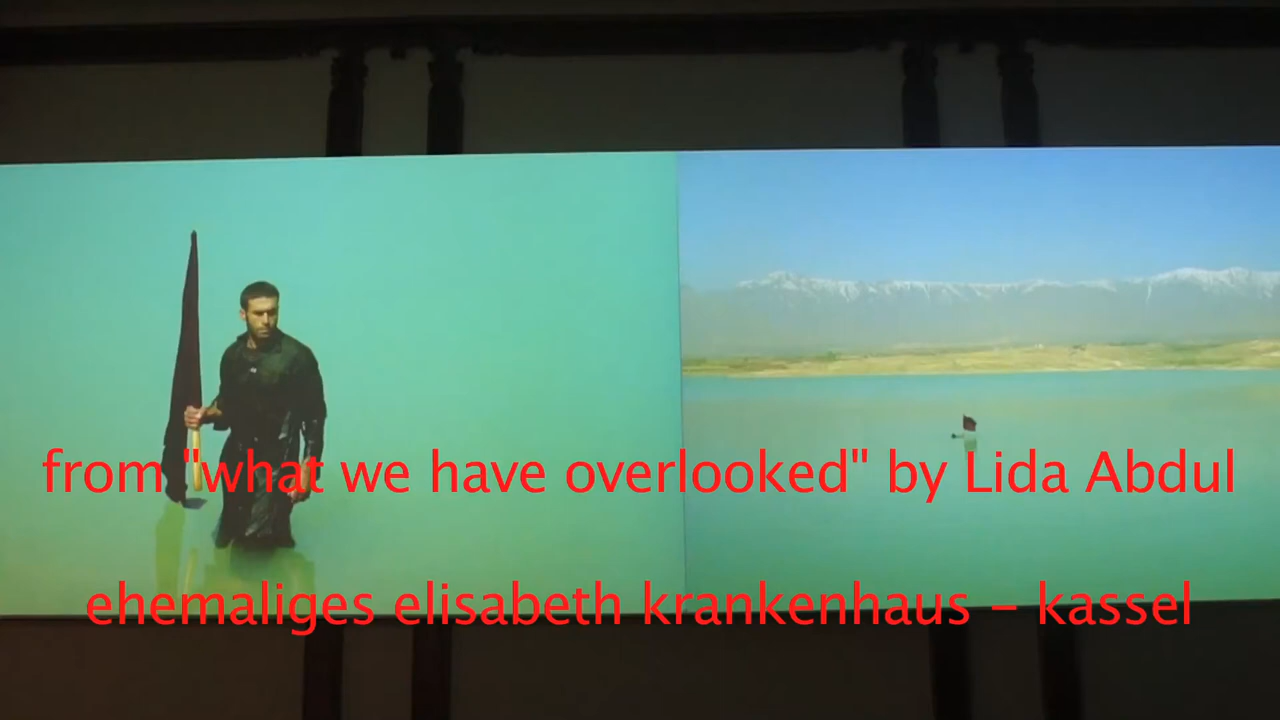 from "what we have overlooked" by Lida Abdul
ehemaliges elisabeth krankenhaus – kassel